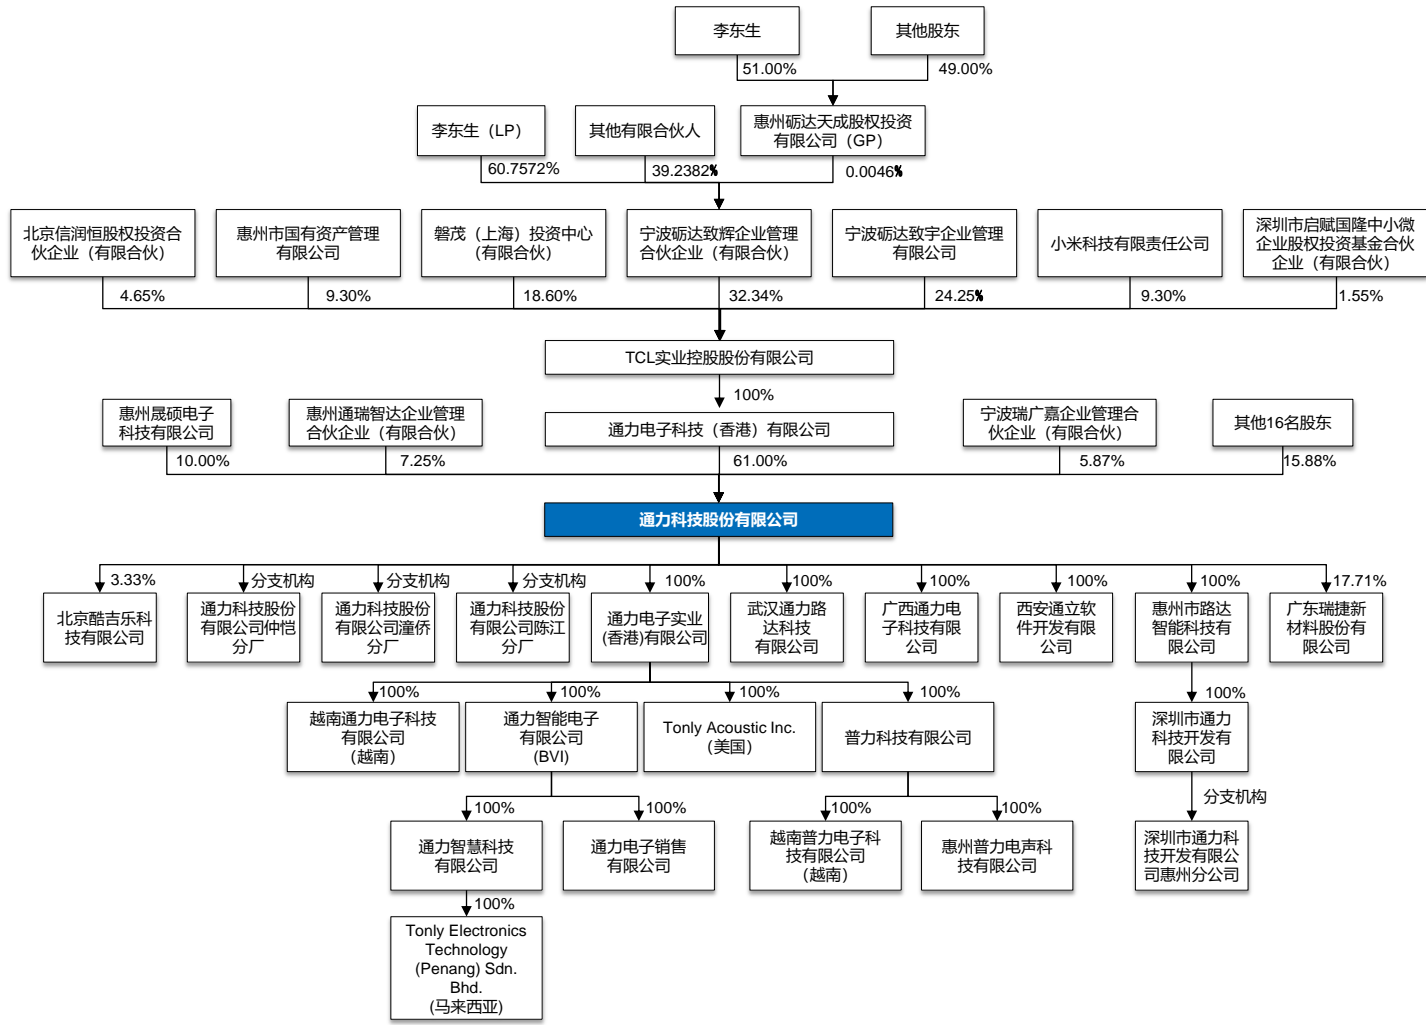 李东生
其他股东
51.00%
49.00%
李东生（LP）
其他有限合伙人
惠州砺达天成股权投资
有限公司（GP）
60.7572%
39.2382%
0.0046%
北京信润恒股权投资合
伙企业（有限合伙）
惠州市国有资产管理
有限公司
磐茂（上海）投资中心
（有限合伙）
宁波砺达致辉企业管理
合伙企业（有限合伙）
宁波砺达致宇企业管理
有限公司
小米科技有限责任公司
深圳市启赋国隆中小微
企业股权投资基金合伙
企业（有限合伙）
4.65%
9.30%
18.60%
32.34%
24.25%
9.30%
1.55%
TCL实业控股股份有限公司
100%
惠州晟硕电子
科技有限公司
惠州通瑞智达企业管理
合伙企业（有限合伙）
通力电子科技（香港）有限公司
宁波瑞广嘉企业管理合
伙企业（有限合伙）
其他16名股东
10.00%
7.25%
61.00%
5.87%
15.88%
通力科技股份有限公司
3.33%
分支机构
分支机构
分支机构
100%
100%
100%
100%
100%
17.71%
北京酷吉乐科
技有限公司
通力科技股份
有限公司仲恺
分厂
通力科技股份
有限公司潼侨
分厂
通力科技股份
有限公司陈江
分厂
通力电子实业
(香港)有限公司
武汉通力路
达科技
有限公司
广西通力电
子科技有限
公司
西安通立软
件开发有限
公司
惠州市路达
智能科技有
限公司
广东瑞捷新
材料股份有
限公司
100%
100%
100%
100%
100%
越南通力电子科技
有限公司
(越南)
通力智能电子
有限公司
(BVI)
Tonly Acoustic Inc.
（美国）
普力科技有限公司
深圳市通力
科技开发有
限公司
100%
100%
100%
100%
分支机构
通力智慧科技
有限公司
通力电子销售
有限公司
越南普力电子科
技有限公司
（越南）
惠州普力电声科
技有限公司
深圳市通力科
技开发有限公
司惠州分公司
100%
Tonly Electronics
Technology
(Penang) Sdn.
Bhd.
(马来西亚)